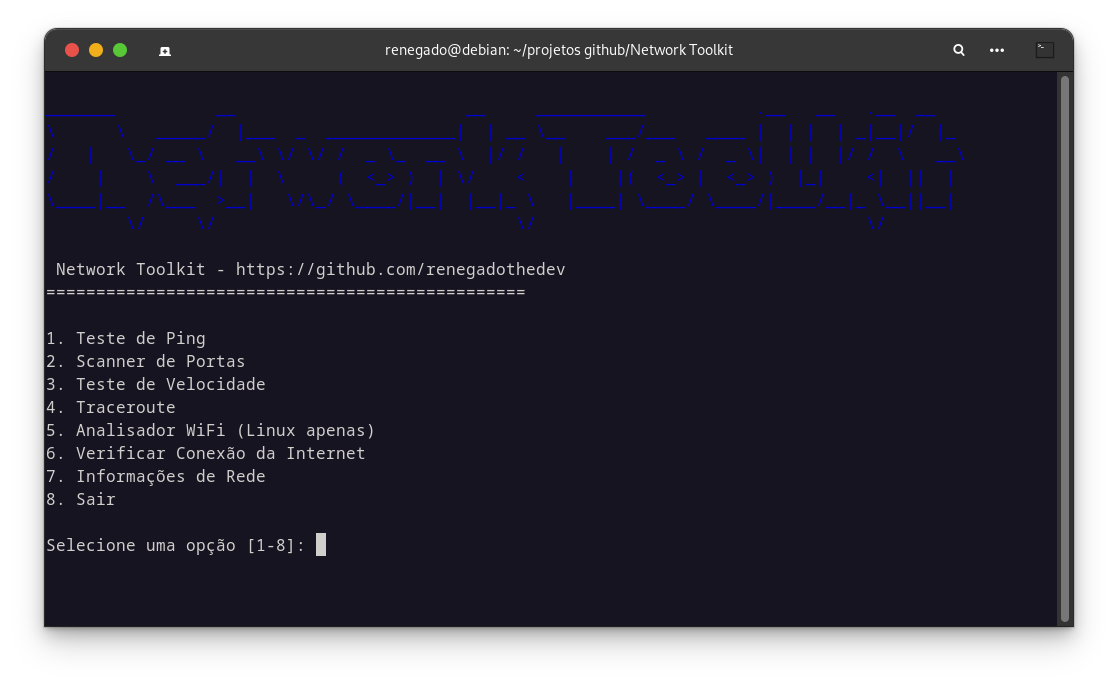 renegado@debian: ~/projetos github/Network Toolkit
Network Toolkit
Network Toolkit - https://github.com/renegadothedev
================================================
1. Teste de Ping
2. Scanner de Portas
3. Teste de Velocidade
4. Traceroute
5. Analisador WiFi (Linux apenas)
6. Verificar Conexão da Internet
7. Informações de Rede
8. Sair
Selecione uma opção [1-8]: